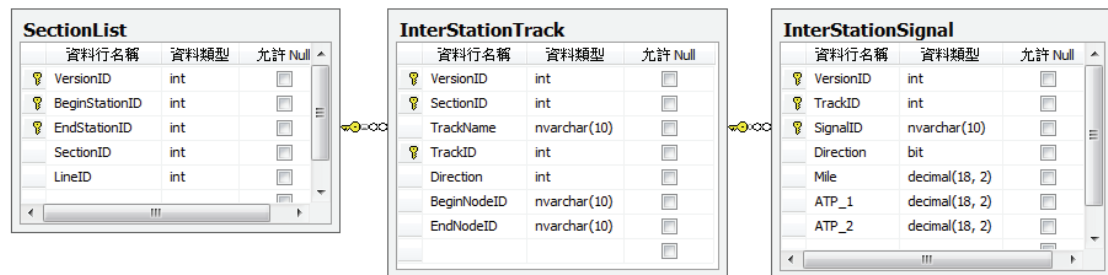 SectionList
資料行名稱 資料類型 允許 Null
VersionID int
BeginStationID int
EndStationID int
SectionID int
LineID int
InterStationTrack
資料行名稱 資料類型 允許 Null
VersionID int
SectionID int
TrackName nvarchar(10)
TrackID int
Direction int
BeginNodeID nvarchar(10)
EndNodeID nvarchar(10)
InterStationSignal
資料行名稱 資料類型 允許 Null
VersionID int
TrackID int
SignalID nvarchar(10)
Direction bit
Mile decimal(18, 2)
ATP_1 decimal(18, 2)
ATP_2 decimal(18, 2)